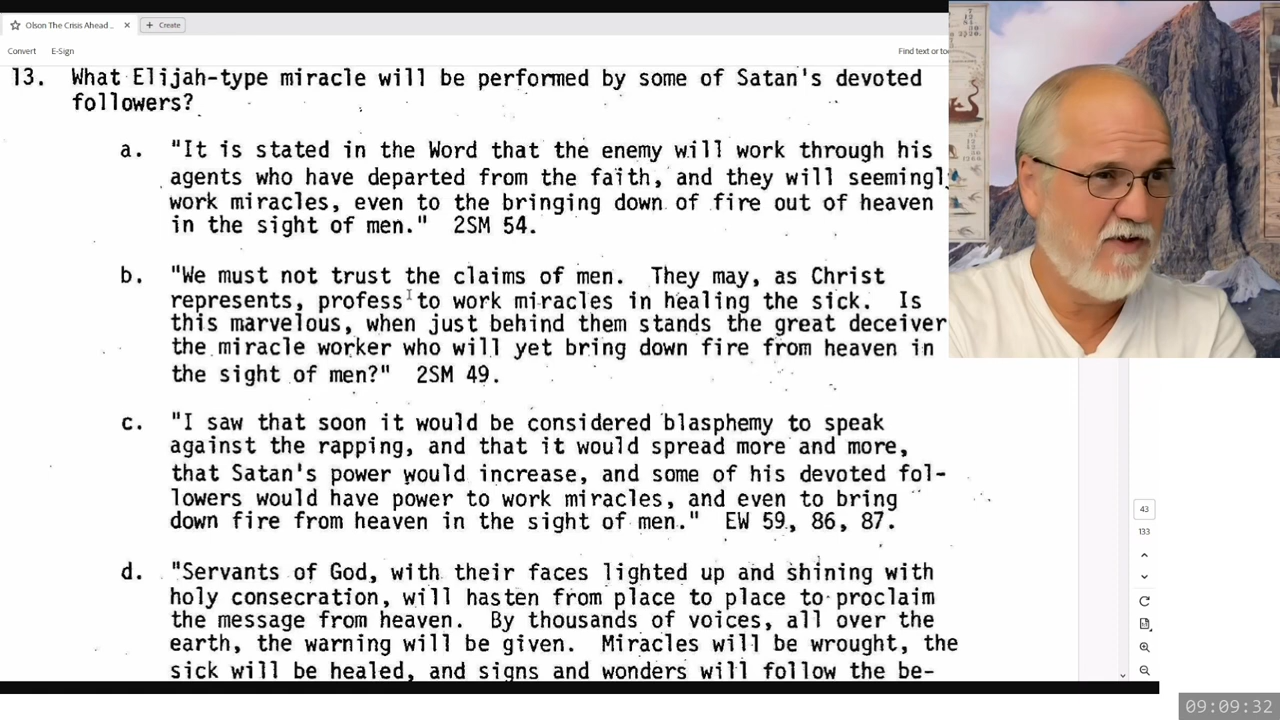 Olson The Crisis Ahead...
Create
Convert
E-Sign
Find text or to
13. What Elijah-type miracle will be performed by some of Satan's devoted
followers?
a. "It is stated in the Word that the enemy will work through his
agents who have departed from the faith, and they will seemingl
work miracles, even to the bringing down of fire out of heaven
in the sight of men." 2SM 54.
b. "We must not trust the claims of men. They may, as Christ
represents, profess to work miracles in healing the sick. Is
this marvelous, when just behind them stands the great deceiver
the miracle worker who will yet bring down fire from heaven in
the sight of men?" 2SM 49.
c. "I saw that soon it would be considered blasphemy to speak
against the rapping, and that it would spread more and more,
that Satan's power would increase, and some of his devoted fol-
lowers would have power to work miracles, and even to bring
down fire from heaven in the sight of men." EW 59, 86, 87.
d. "Servants of God, with their faces lighted up and shining with
holy consecration, will hasten from place to place to proclaim
the message from heaven. By thousands of voices, all over the
earth, the warning will be given. Miracles will be wrought, the
sick will be healed, and signs and wonders will follow the be-
43
133
09:09:32